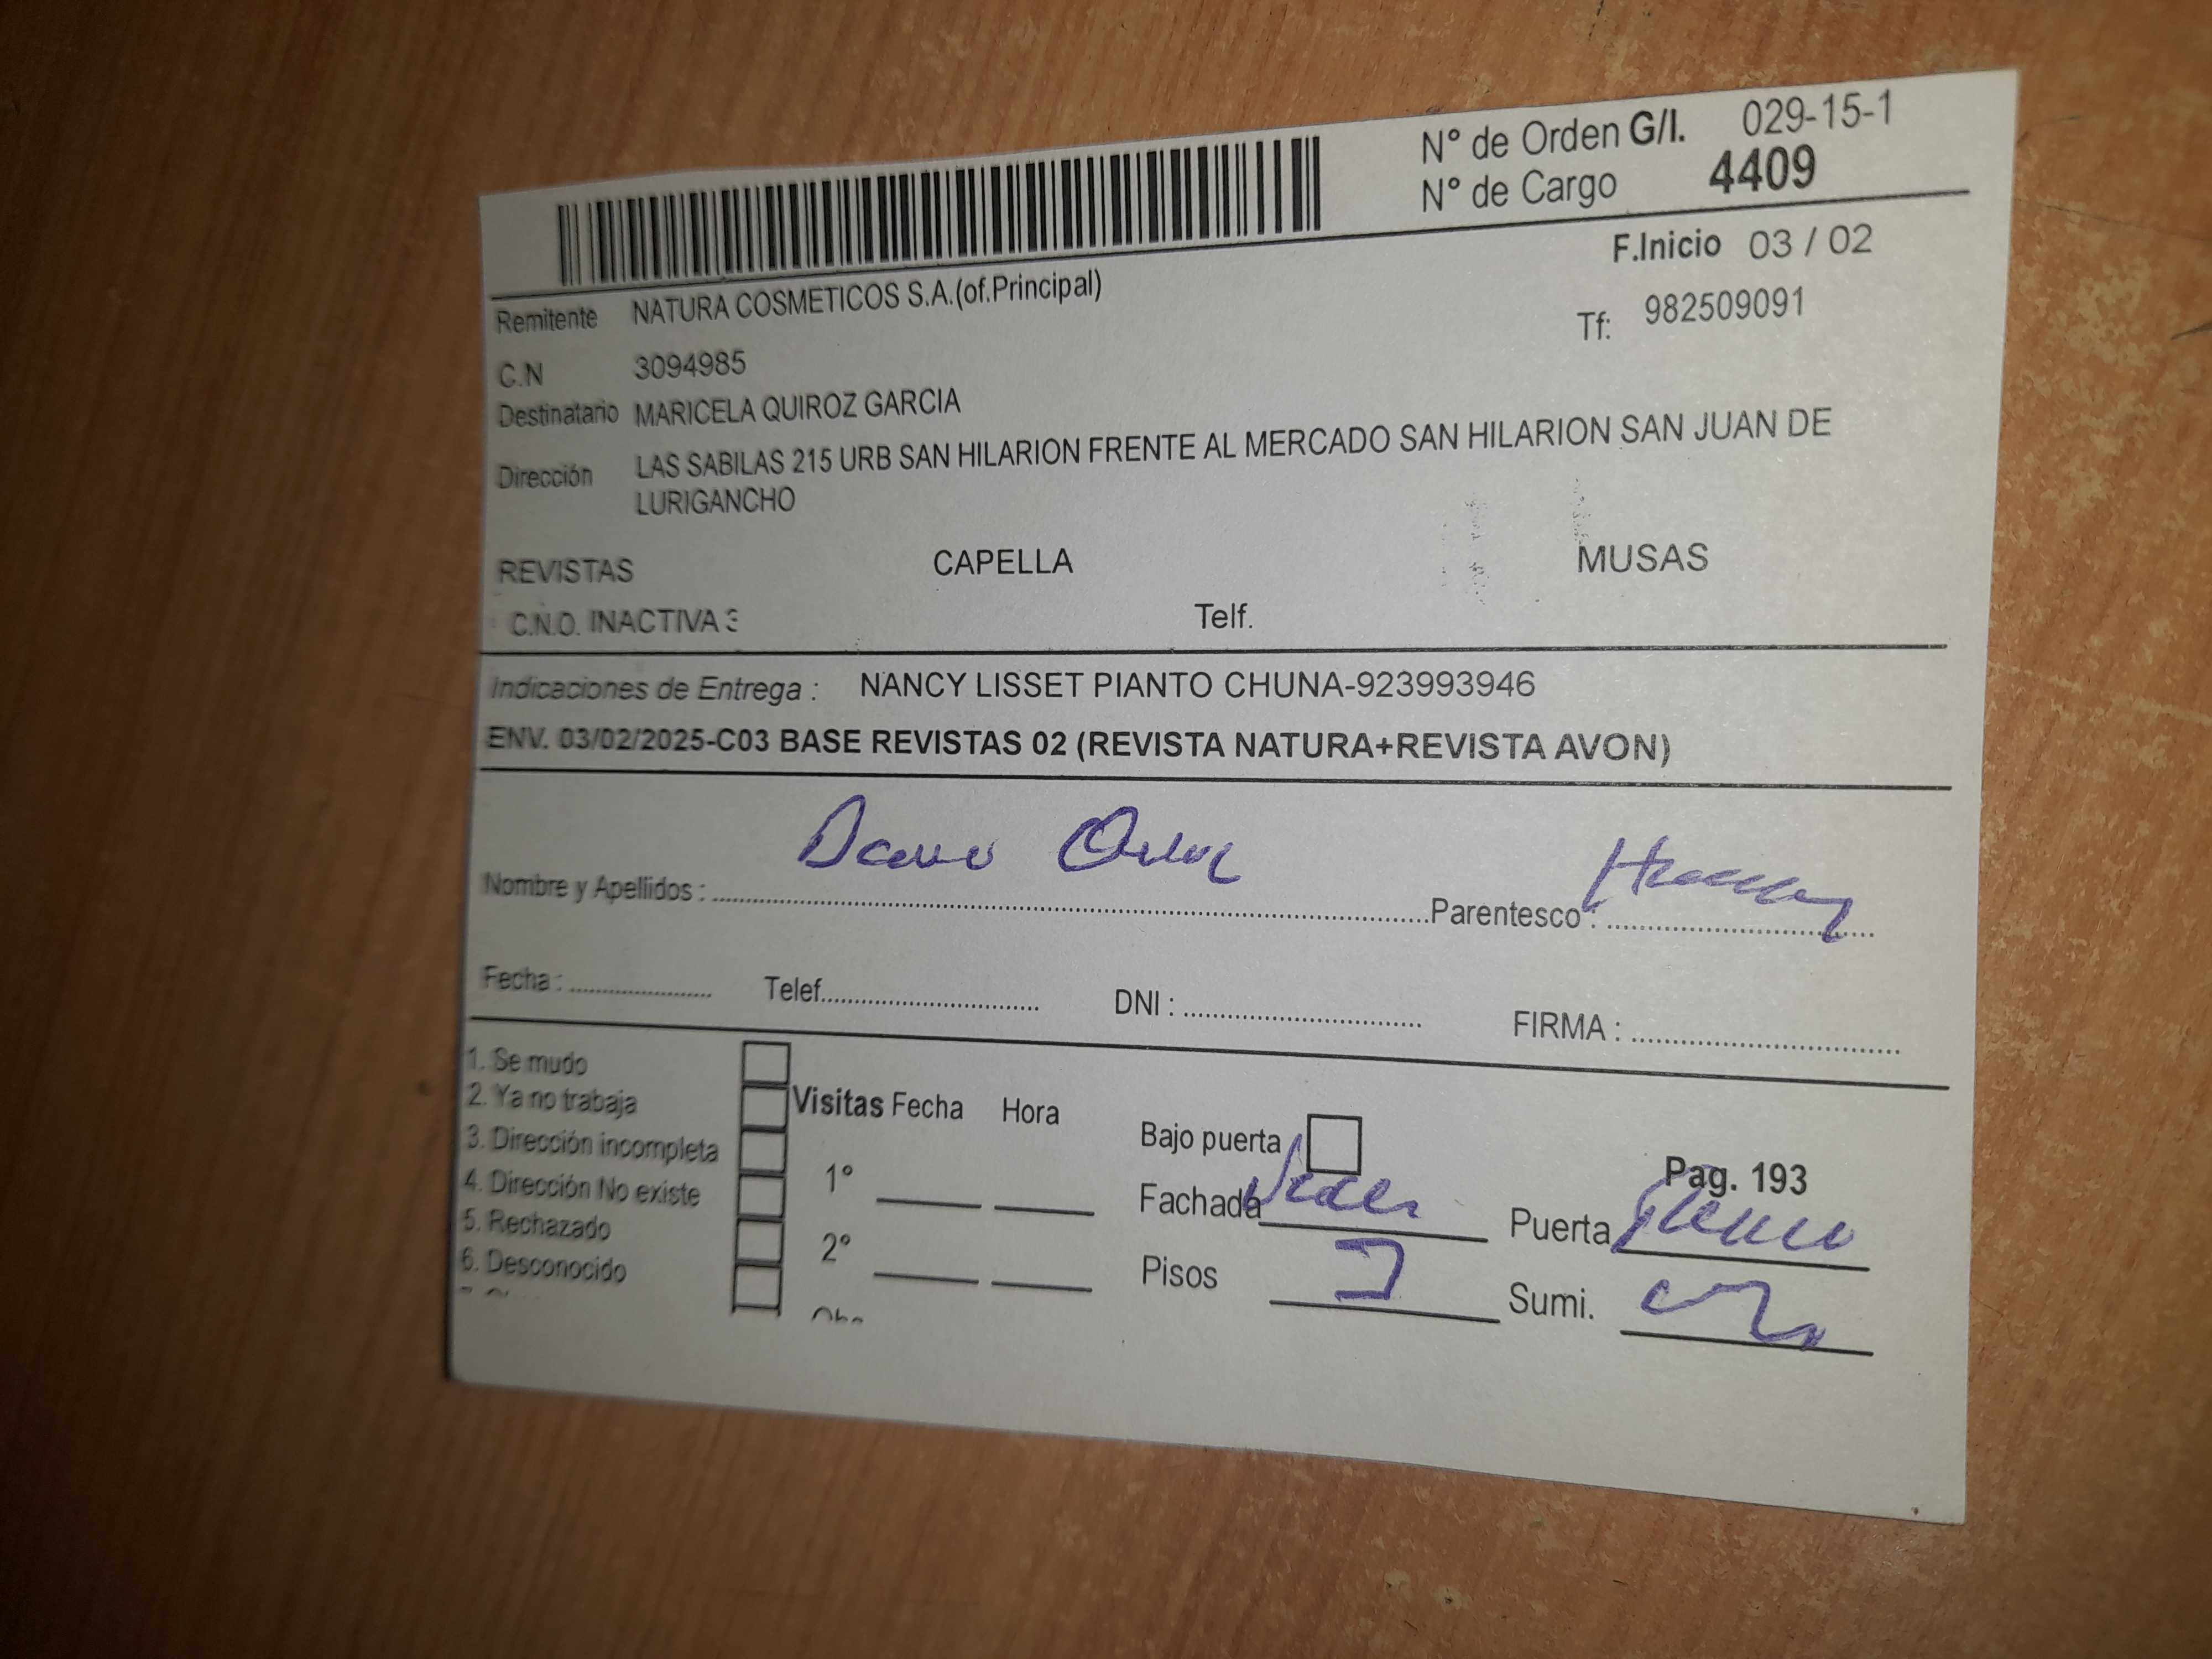 N° de Orden G/I. 029-15-1
N° de Cargo 4409
F.Inicio 03 / 02
Remitente NATURA COSMETICOS S.A.(of.Principal)
Tf: 982509091
C.N 3094985
Destinatario MARICELA QUIROZ GARCIA
Dirección LAS SABILAS 215 URB SAN HILARION FRENTE AL MERCADO SAN HILARION SAN JUAN DE
LURIGANCHO
REVISTAS CAPELLA MUSAS
C.N.O. INACTIVA 3 Telf.
Indicaciones de Entrega : NANCY LISSET PIANTO CHUNA-923993946
ENV. 03/02/2025-C03 BASE REVISTAS 02 (REVISTA NATURA+REVISTA AVON)
Nombre y Apellidos : Parentesco :
Fecha : Telef. DNI : FIRMA :
1. Se mudo
2. Ya no trabaja
3. Dirección incompleta
4. Dirección No existe
5. Rechazado
6. Desconocido
Visitas Fecha Hora
1°
2°
Bajo puerta
Pag. 193
Fachada Puerta
Pisos Sumi.